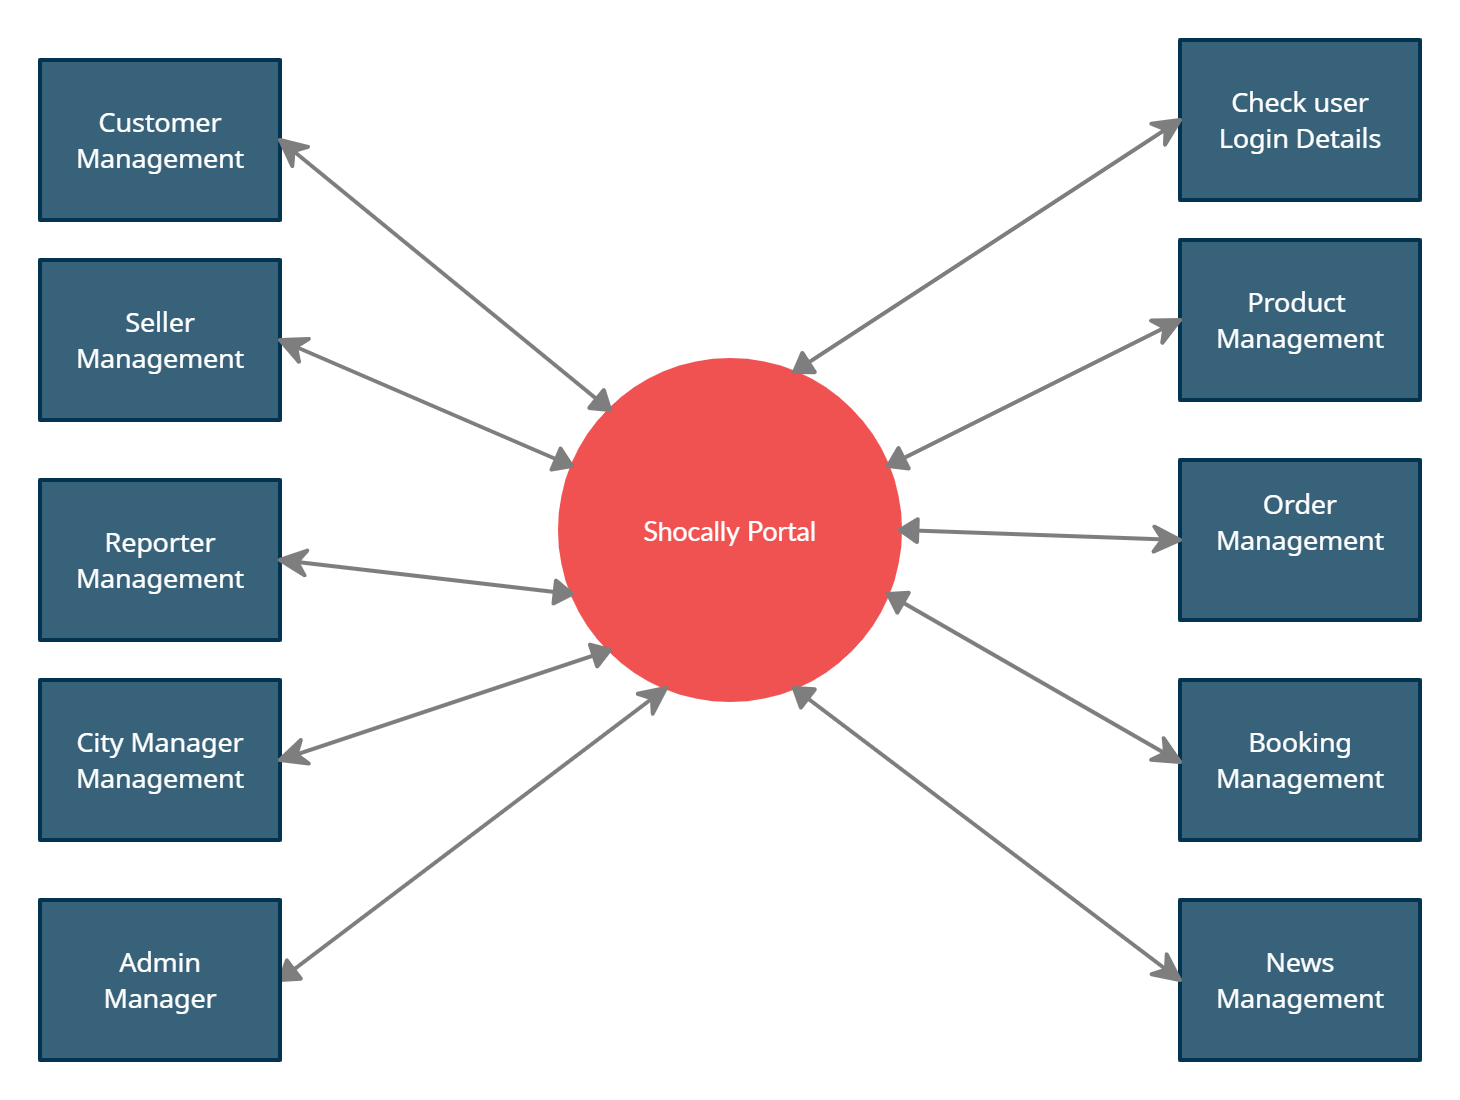 Customer
Management
Seller
Management
Reporter
Management
City Manager
Management
Admin
Manager
Shocally Portal
Check user
Login Details
Product
Management
Order
Management
Booking
Management
News
Management